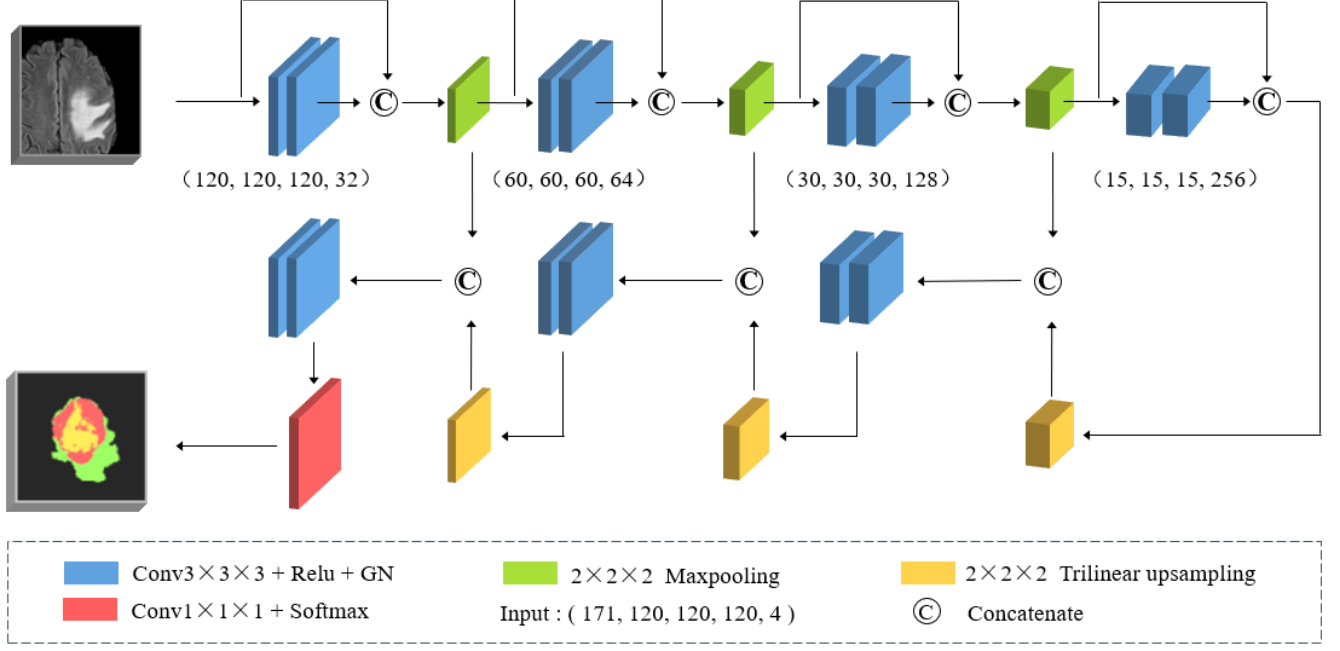 C C C C
(120, 120, 120, 32) (60, 60, 60, 64) (30, 30, 30, 128) (15, 15, 15, 256)
C C C
Conv3×3×3 + Relu + GN 2×2×2 Maxpooling 2×2×2 Trilinear upsampling
Conv1×1×1 + Softmax Input : ( 171, 120, 120, 120, 4 ) C Concatenate